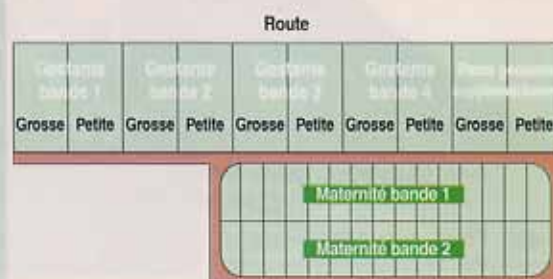 Route
Gestante Gestante Gestante Gestante
bande 1 bande 2 bande 3 bande 4
Grosse Petite Grosse Petite Grosse Petite Grosse Petite Grosse Petite
Maternité bande 1
Maternité bande 2